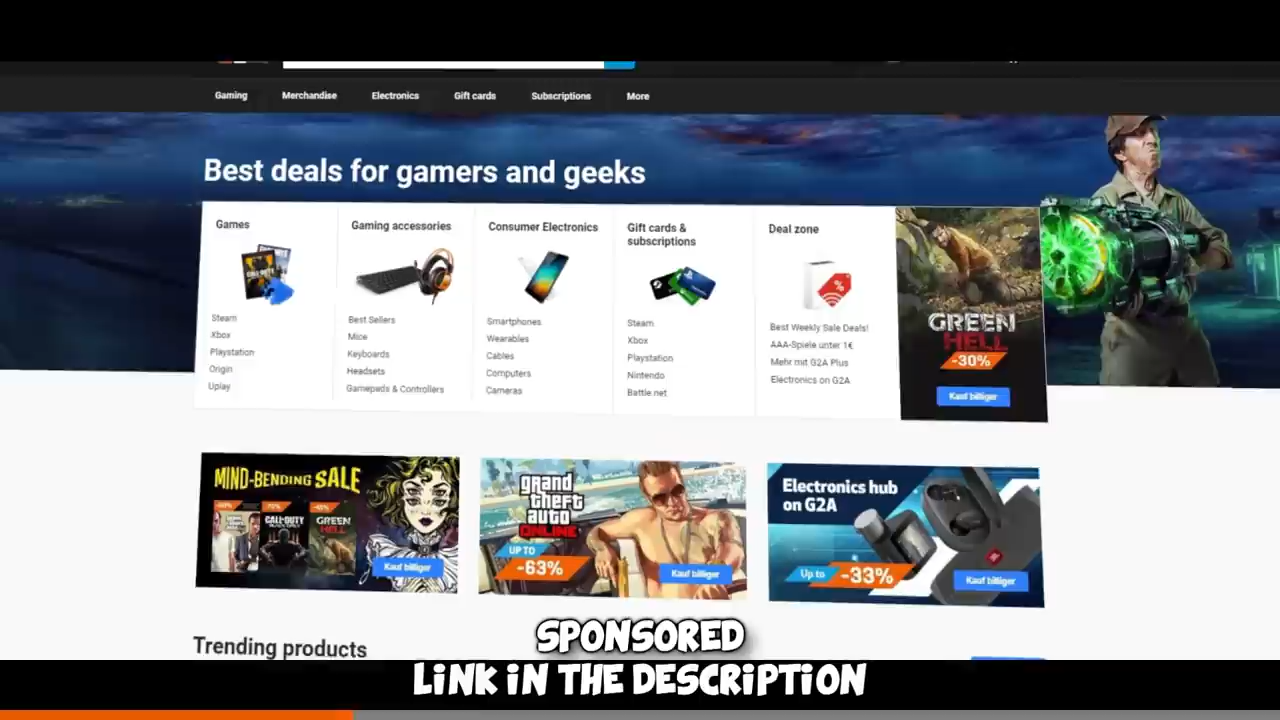 Gaming Merchandise Electronics Gift cards Subscriptions More
Best deals for gamers and geeks
Games
Steam
Xbox
Playstation
Origin
Uplay
Gaming accessories
Best Sellers
Mice
Keyboards
Headsets
Gamepads & Controllers
Consumer Electronics
Smartphones
Wearables
Cables
Computers
Cameras
Gift cards &
subscriptions
Steam
Xbox
Playstation
Nintendo
Battle net
Deal zone
%
Best Weekly Sale Deals!
AAA-Spiele unter 1€
Mehr mit G2A Plus
Electronics on G2A
GREEN
HELL
-30%
Kauf billiger
MIND-BENDING SALE
CALL·DUTY
GREEN
HELL
Kauf billiger
grand
theft
auto
ONLINE
UP TO
-63%
Kauf billiger
Electronics hub
on G2A
Up to -33%
Kauf billiger
Trending products
SPONSORED
LINK IN THE DESCRIPTION